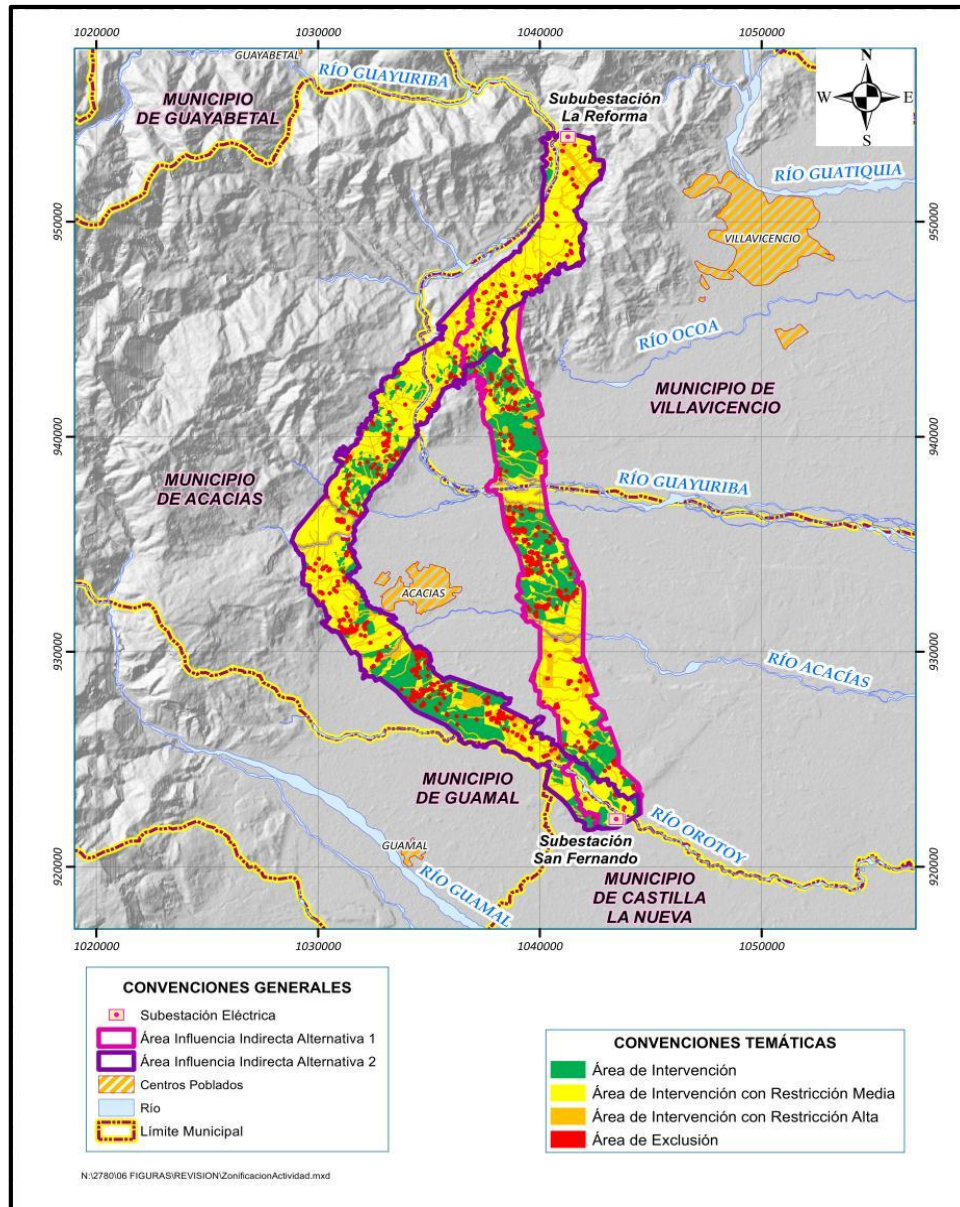 1020000
1030000
1040000
1050000
GUAYABETAL
RÍO GUAYURIBA
N
W
E
S
MUNICIPIO
DE GUAYABETAL
Sububestación
La Reforma
RÍO GUATIQUIA
950000
950000
VILLAVICENCIO
RÍO OCOA
MUNICIPIO DE
VILLAVICENCIO
940000
940000
MUNICIPIO
DE ACACIAS
RÍO GUAYURIBA
ACACIAS
930000
930000
RÍO ACACÍAS
MUNICIPIO
DE GUAMAL
RÍO OROTOY
GUAMAL
Subestación
San Fernando
RÍO GUAMAL
920000
920000
MUNICIPIO
DE CASTILLA
LA NUEVA
1020000
1030000
1040000
1050000
CONVENCIONES GENERALES
Subestación Eléctrica
Área Influencia Indirecta Alternativa 1
Área Influencia Indirecta Alternativa 2
Centros Poblados
Río
Límite Municipal
CONVENCIONES TEMÁTICAS
Área de Intervención
Área de Intervención con Restricción Media
Área de Intervención con Restricción Alta
Área de Exclusión
N:\2780\06 FIGURAS\REVISION\ZonificacionActividad.mxd